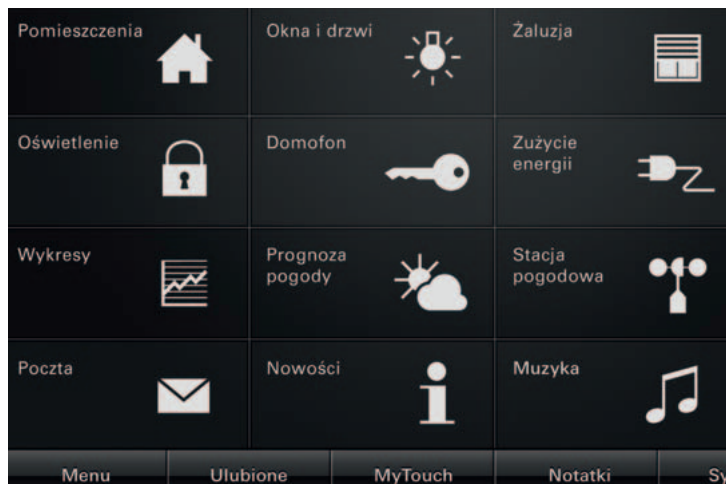 Pomieszczenia
Okna i drzwi
Żaluzja
Oświetlenie
Domofon
Zużycie
energii
Wykresy
Prognoza
pogody
Stacja
pogodowa
Poczta
Nowości
Muzyka
Menu
Ulubione
MyTouch
Notatki